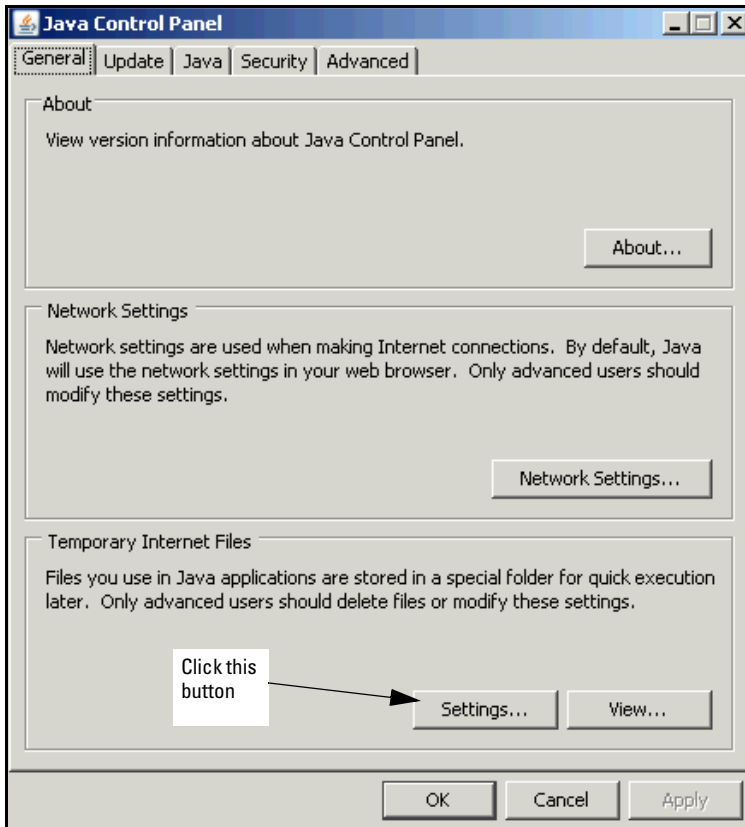 Java Control Panel
General Update Java Security Advanced
About
View version information about Java Control Panel.
About...
Network Settings
Network settings are used when making Internet connections.  By default, Java
will use the network settings in your web browser.  Only advanced users should
modify these settings.
Network Settings...
Temporary Internet Files
Files you use in Java applications are stored in a special folder for quick execution
later.  Only advanced users should delete files or modify these settings.
Click this
button
Settings... View...
OK Cancel Apply